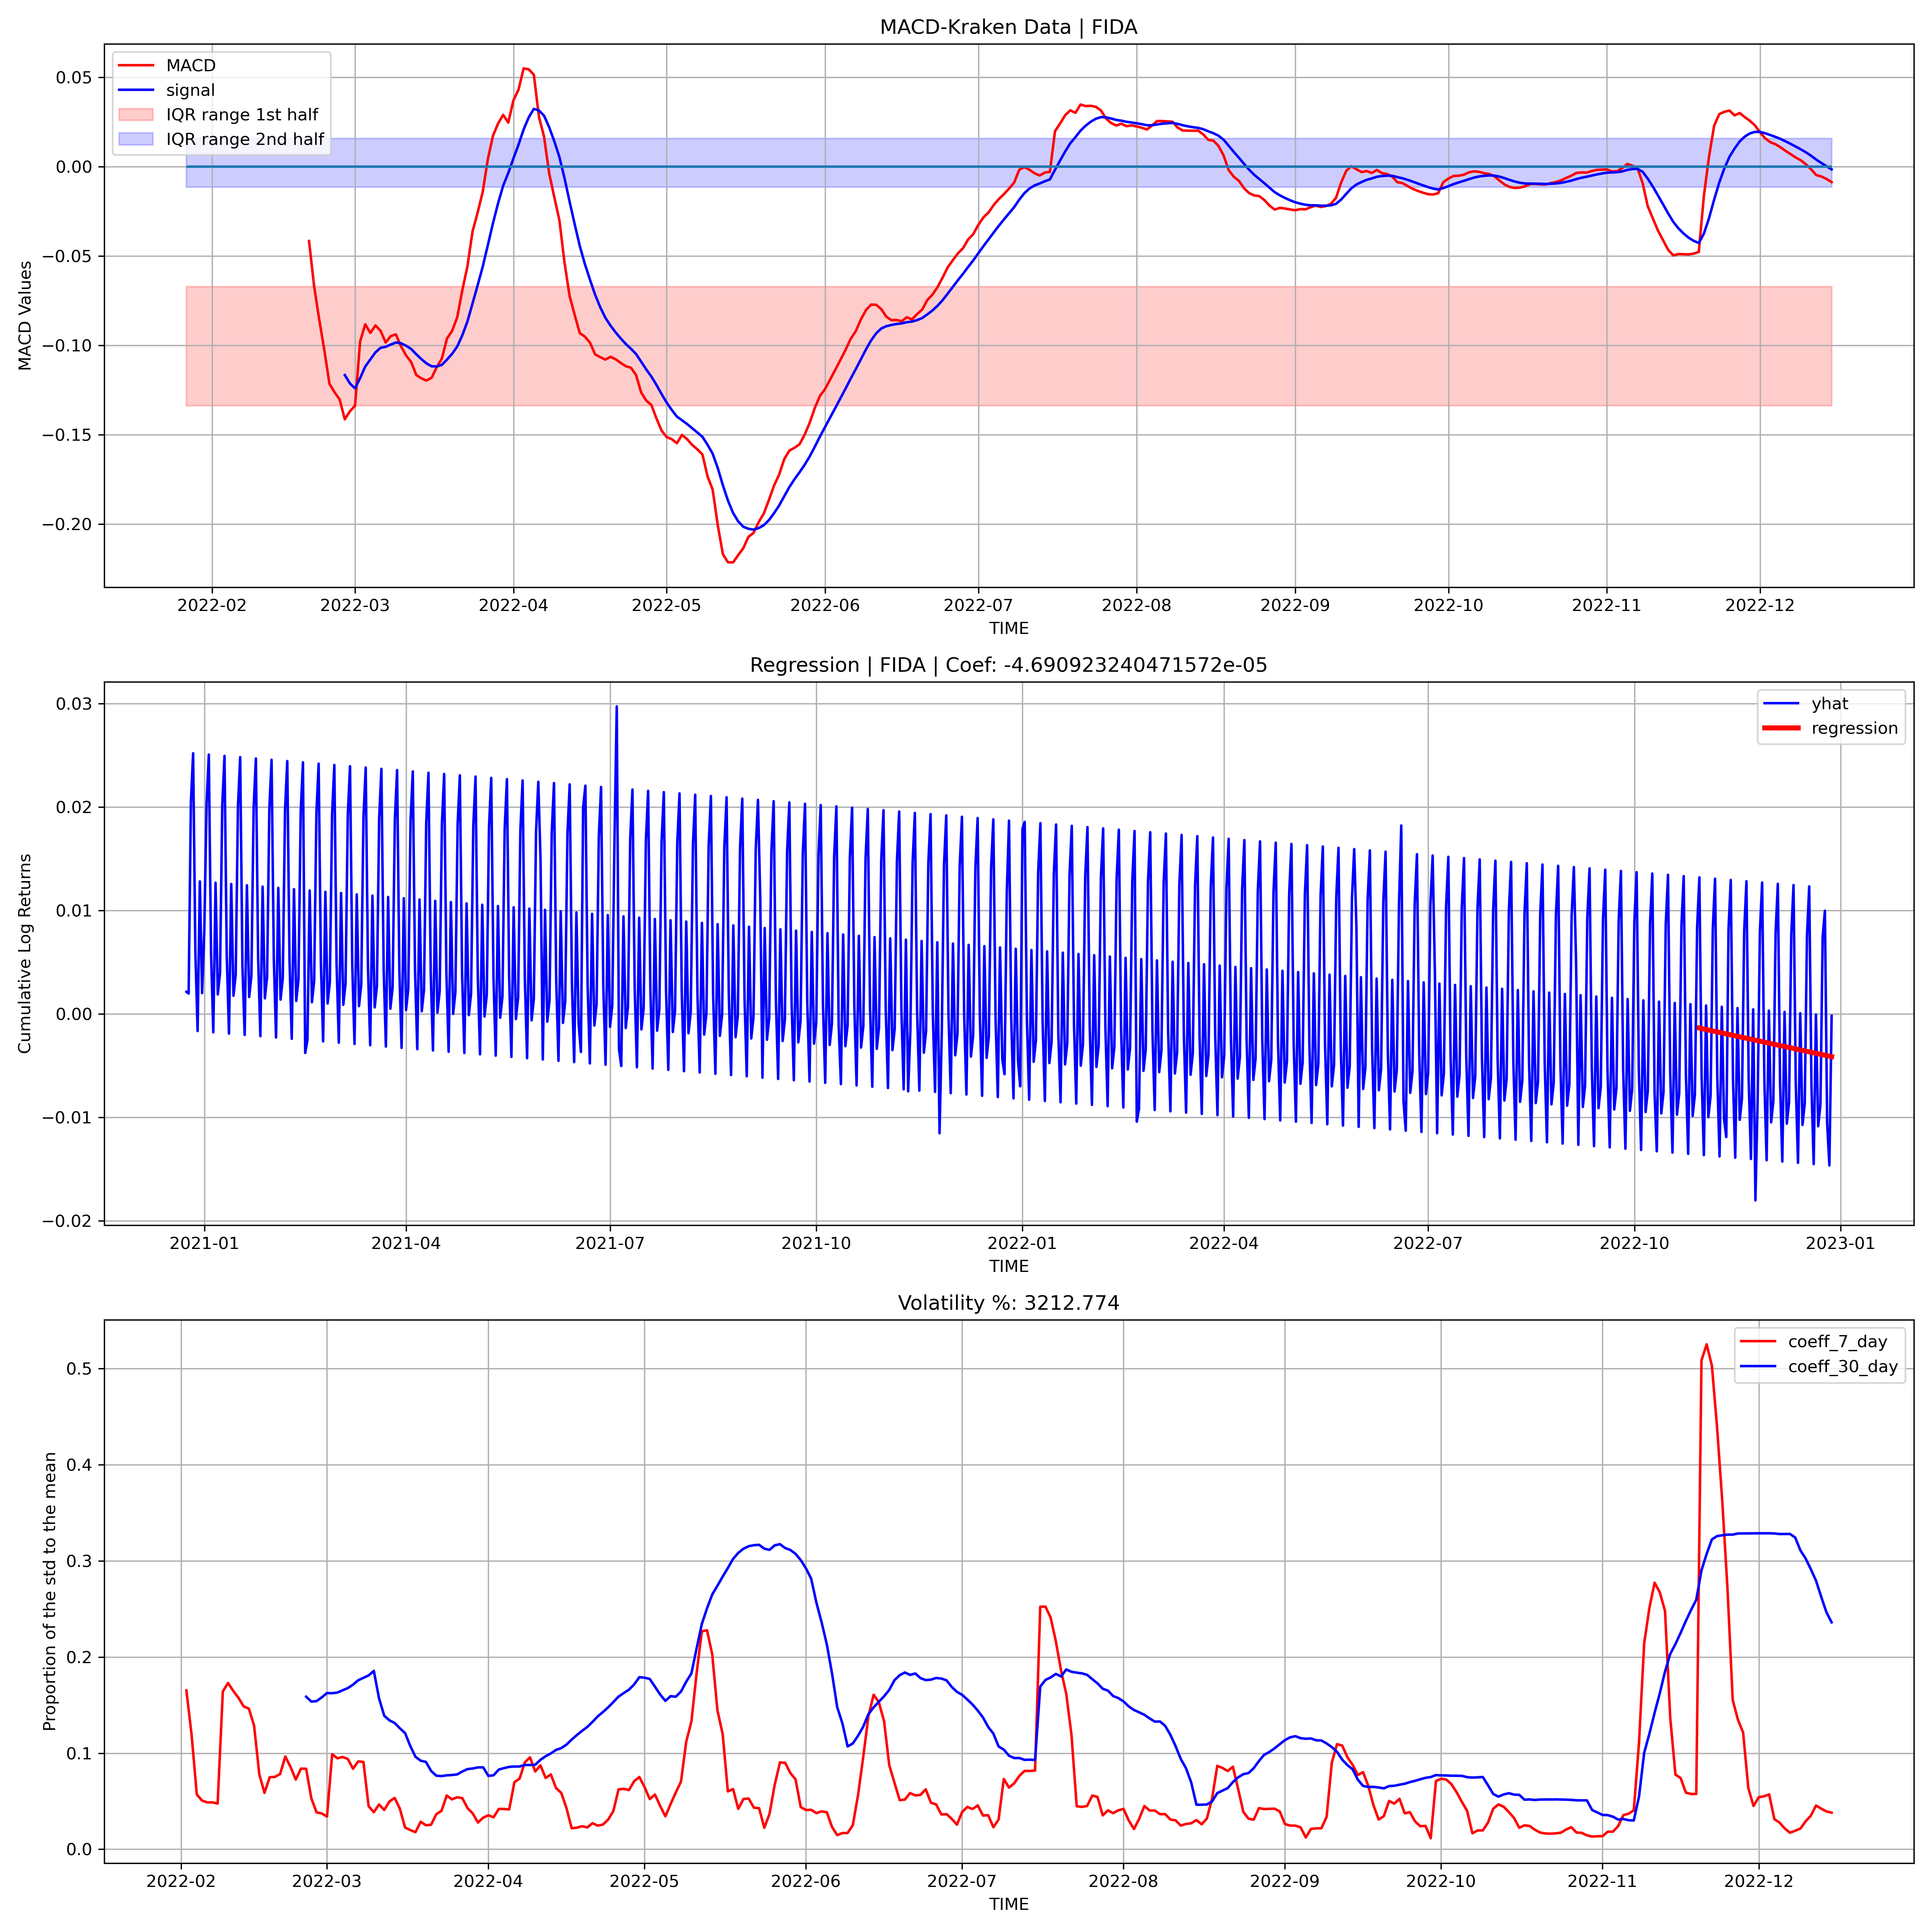 MACD-Kraken Data | FIDA
MACD
signal
IQR range 1st half
IQR range 2nd half
0.05
0.00
−0.05
−0.10
−0.15
−0.20
MACD Values
2022-02 2022-03 2022-04 2022-05 2022-06 2022-07 2022-08 2022-09 2022-10 2022-11 2022-12
TIME
Regression | FIDA | Coef: -4.690923240471572e-05
yhat
regression
0.03
0.02
0.01
0.00
−0.01
−0.02
Cumulative Log Returns
2021-01 2021-04 2021-07 2021-10 2022-01 2022-04 2022-07 2022-10 2023-01
TIME
Volatility %: 3212.774
coeff_7_day
coeff_30_day
0.5
0.4
0.3
0.2
0.1
0.0
Proportion of the std to the mean
2022-02 2022-03 2022-04 2022-05 2022-06 2022-07 2022-08 2022-09 2022-10 2022-11 2022-12
TIME